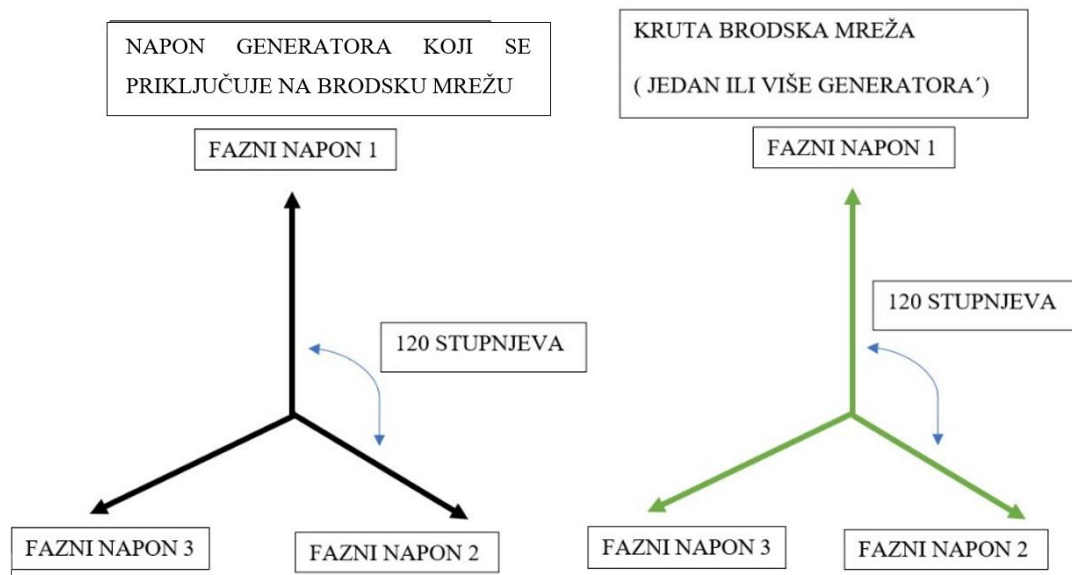 NAPON GENERATORA KOJI SE
PRIKLJUČUJE NA BRODSKU MREŽU
FAZNI NAPON 1
120 STUPNJEVA
FAZNI NAPON 3
FAZNI NAPON 2
KRUTA BRODSKA MREŽA
( JEDAN ILI VIŠE GENERATORA´)
FAZNI NAPON 1
120 STUPNJEVA
FAZNI NAPON 3
FAZNI NAPON 2